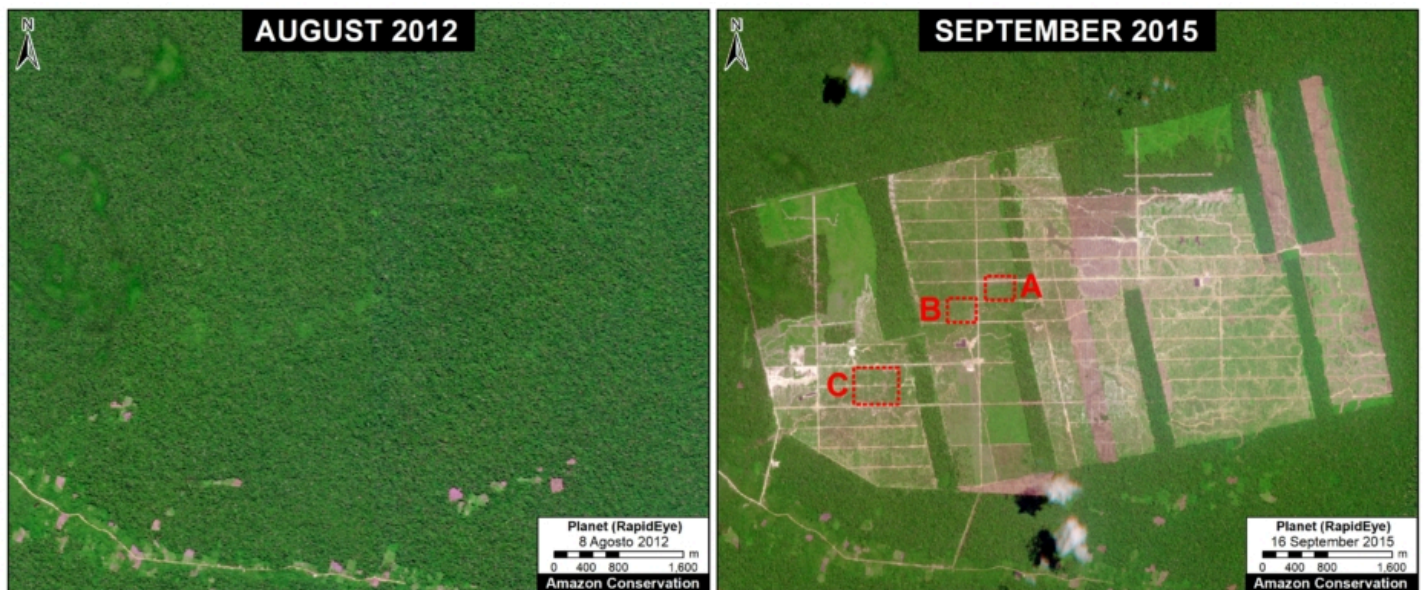 AUGUST 2012
N
Planet (RapidEye)
8 Agosto 2012
0 400 800 1,600 m
Amazon Conservation
SEPTEMBER 2015
N
A
B
C
Planet (RapidEye)
16 September 2015
0 400 800 1,600 m
Amazon Conservation